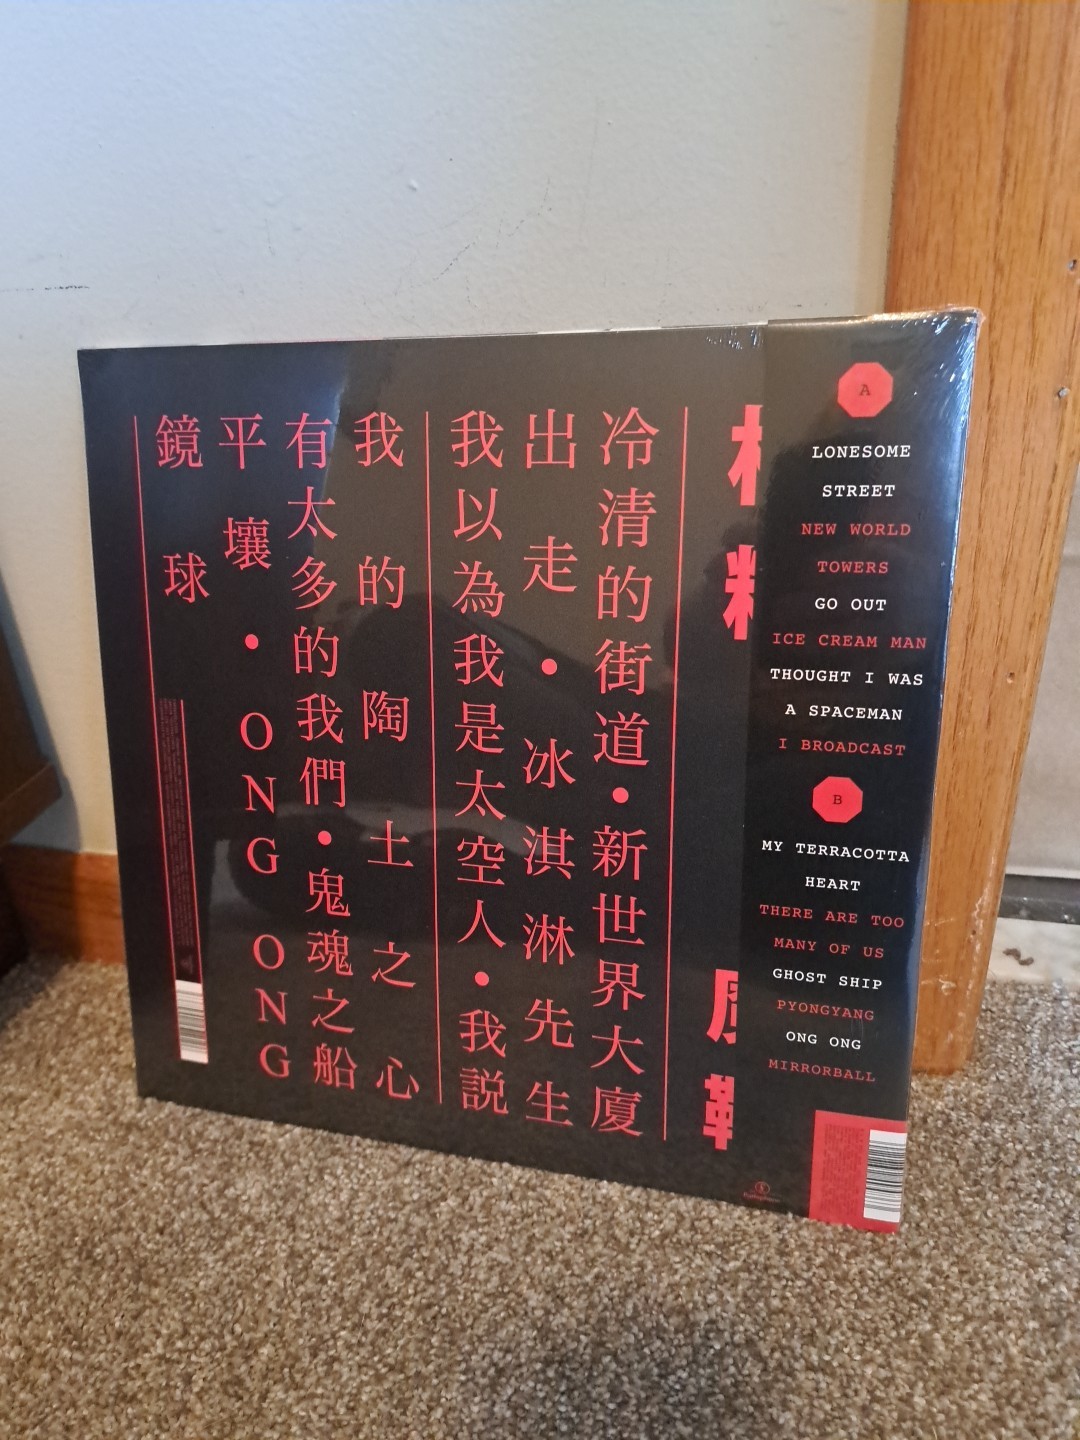 冷清的街道•新世界大廈
出走•冰淇淋先生
我以為我是太空人•我説
我的陶土之心
有太多的我們•鬼魂之船
平壤•ONG ONG
鏡球
A
LONESOME
STREET
NEW WORLD
TOWERS
GO OUT
ICE CREAM MAN
THOUGHT I WAS
A SPACEMAN
I BROADCAST
B
MY TERRACOTTA
HEART
THERE ARE TOO
MANY OF US
GHOST SHIP
PYONGYANG
ONG ONG
MIRRORBALL
Parlophone